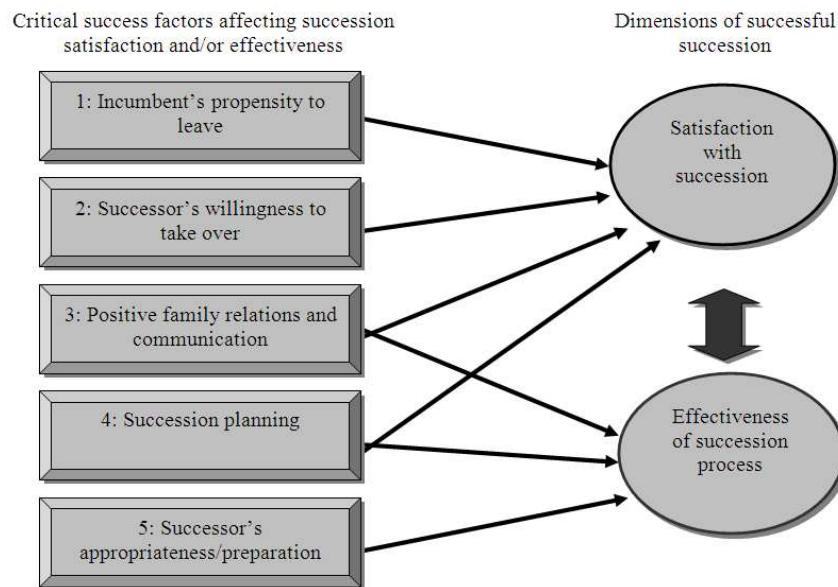 Critical success factors affecting succession
satisfaction and/or effectiveness
Dimensions of successful
succession
1: Incumbent's propensity to
leave
2: Successor's willingness to
take over
3: Positive family relations and
communication
4: Succession planning
5: Successor's
appropriateness/preparation
Satisfaction
with
succession
Effectiveness
of succession
process